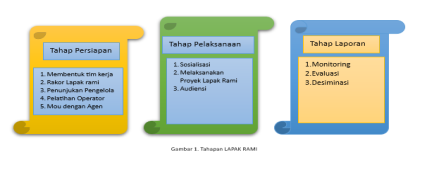 Tahap Persiapan
1. Membentuk tim kerja
2. Rakor Lapak rami
3. Penunjukan Pengelola
4. Pelatihan Operator
5. Mou dengan Agen
Tahap Pelaksanaan
1. Sosialisasi
2. Melaksanakan
Proyek Lapak Rami
3. Audiensi
Tahap Laporan
1. Monitoring
2. Evaluasi
3. Desiminasi
Gambar 1. Tahapan LAPAK RAMI